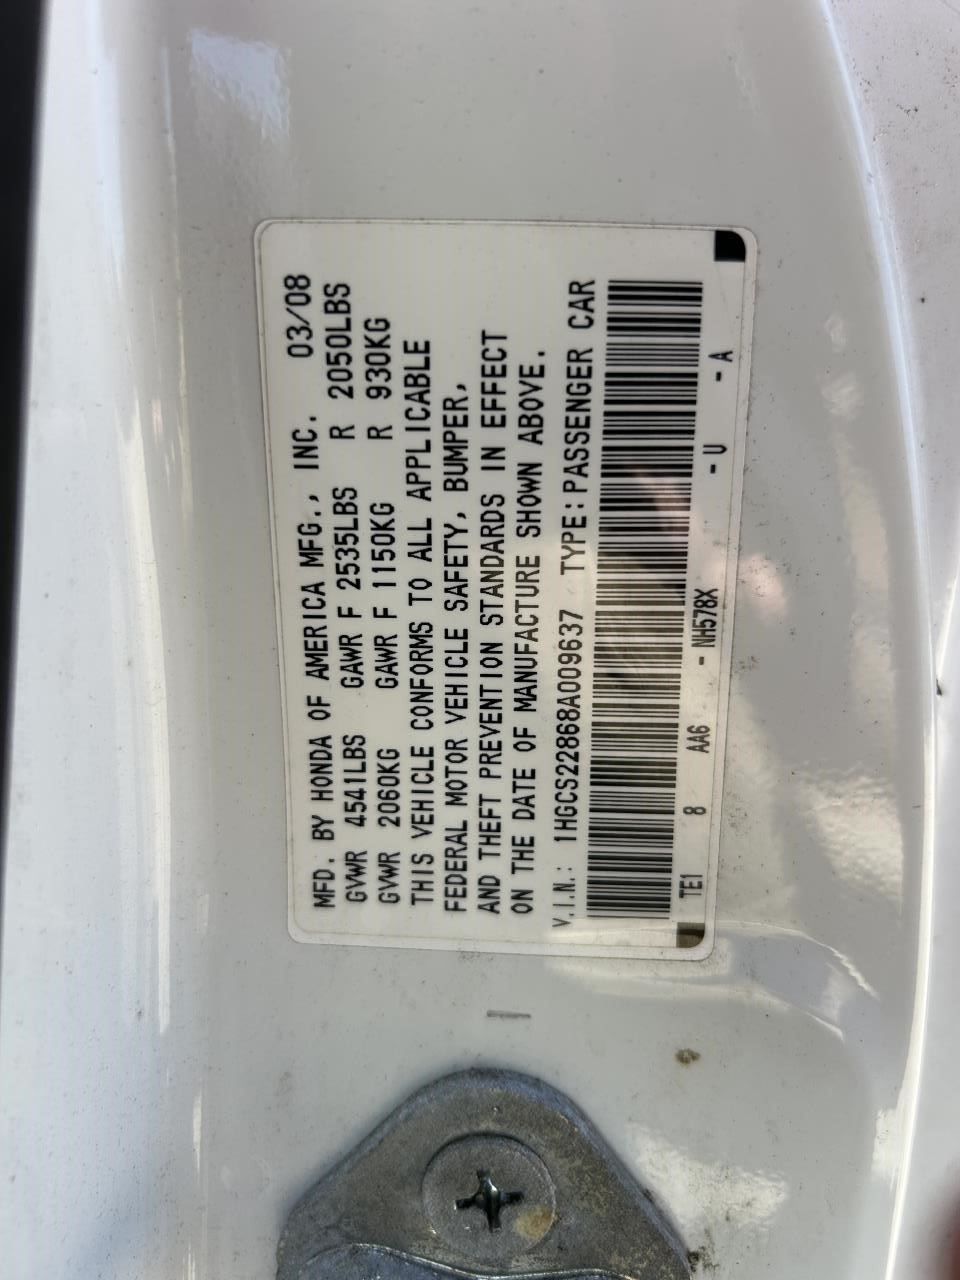 MFD. BY HONDA OF AMERICA MFG., INC. 03/08
GVWR 4541LBS GAWR F 2535LBS R 2050LBS
GVWR 2060KG GAWR F 1150KG R 930KG
THIS VEHICLE CONFORMS TO ALL APPLICABLE
FEDERAL MOTOR VEHICLE SAFETY, BUMPER,
AND THEFT PREVENTION STANDARDS IN EFFECT
ON THE DATE OF MANUFACTURE SHOWN ABOVE.
V.I.N.: 1HGCS22868A009637 TYPE:PASSENGER CAR
TE1 8 AA6 - NH578X - U - A